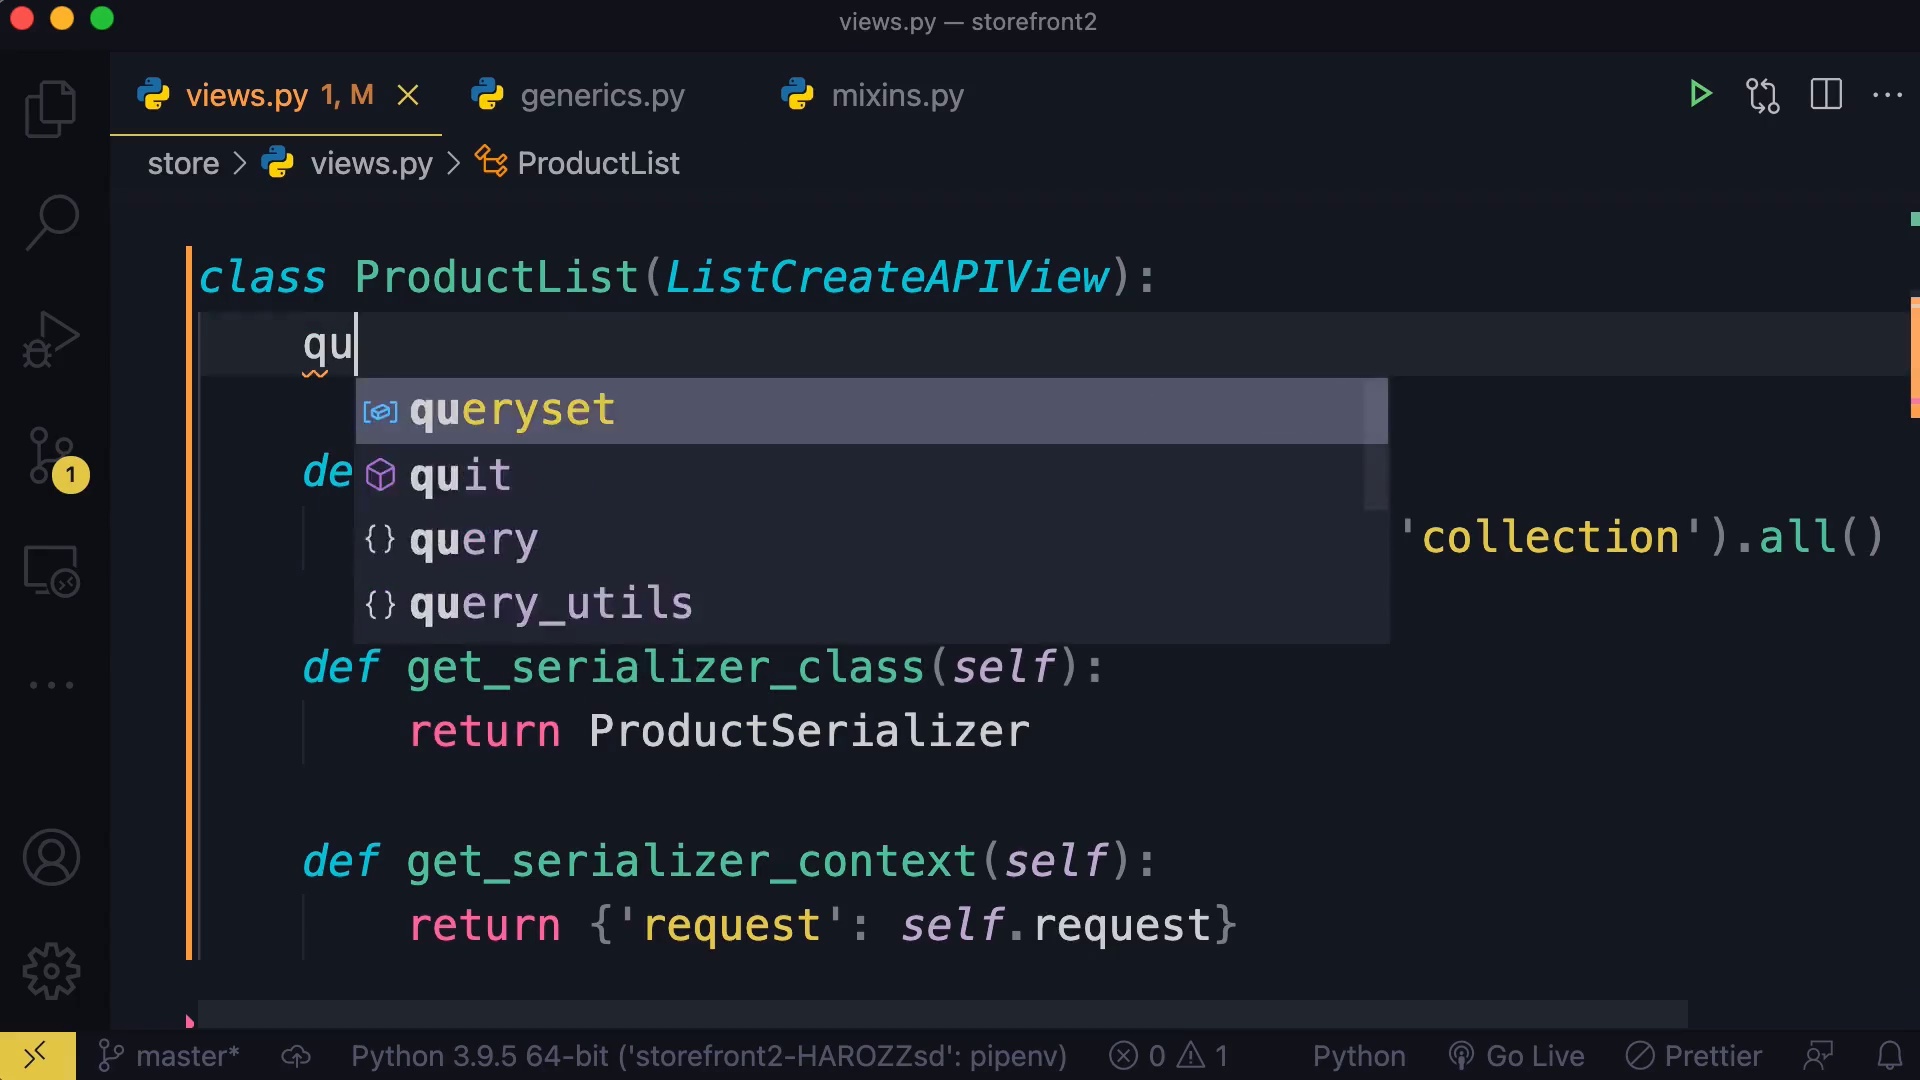 views.py — storefront2
views.py 1, M
generics.py
mixins.py
store > views.py > ProductList
class ProductList(ListCreateAPIView):
qu
queryset
de
quit
'collection').all()
query
query_utils
def get_serializer_class(self):
return ProductSerializer
def get_serializer_context(self):
return {'request': self.request}
1
master* Python 3.9.5 64-bit ('storefront2-HAROZZsd': pipenv) 0 1 Python Go Live Prettier